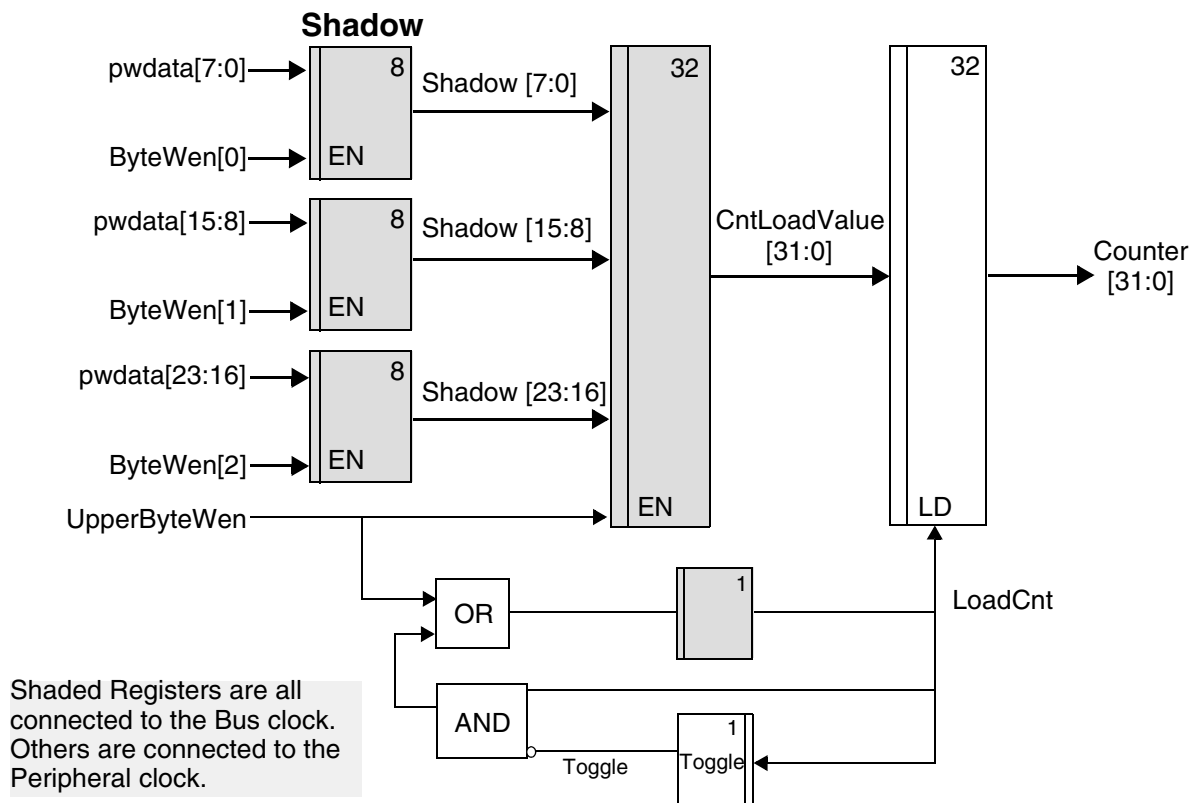 Shadow
pwdata[7:0]
8
Shadow [7:0]
32
32
ByteWen[0]
EN
pwdata[15:8]
8
Shadow [15:8]
CntLoadValue
[31:0]
Counter
[31:0]
ByteWen[1]
EN
pwdata[23:16]
8
Shadow [23:16]
ByteWen[2]
EN
UpperByteWen
EN
LD
OR
1
LoadCnt
AND
1
Toggle
Toggle
Shaded Registers are all
connected to the Bus clock.
Others are connected to the
Peripheral clock.